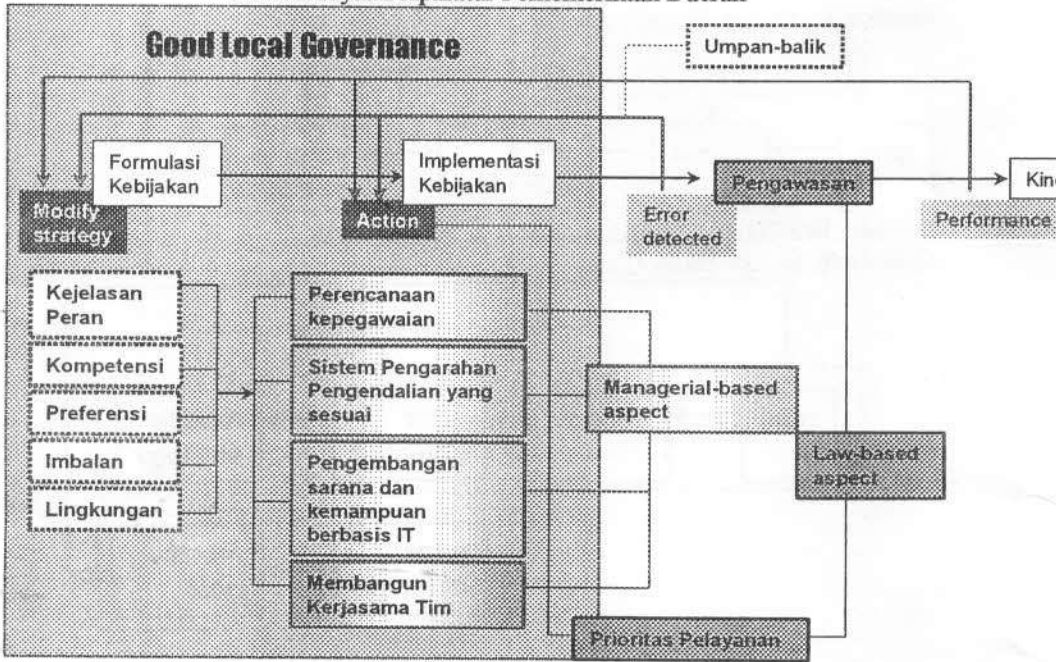 Good Local Governance
Umpan-balik
Formulasi
Kebijakan
Implementasi
Kebijakan
Pengawasan
Modify
strategy
Action
Error
detected
Performance
Kejelasan
Peran
Kompetensi
Preferensi
Imbalan
Lingkungan
Perencanaan
kepegawaian
Sistem Pengarahan
Pengendalian yang
sesuai
Pengembangan
sarana dan
kemampuan
berbasis IT
Membangun
Kerjasama Tim
Managerial-based
aspect
Law-based
aspect
Prioritas Pelayanan